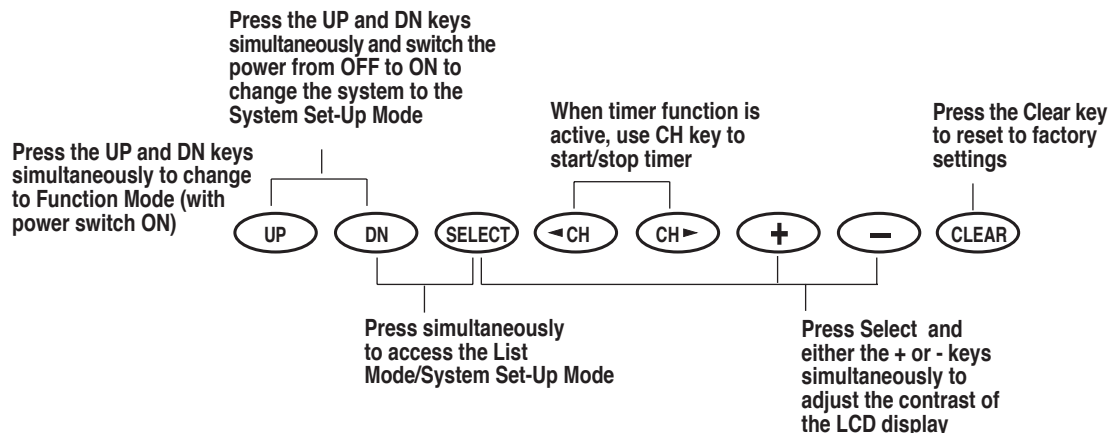 Press the UP and DN keys
simultaneously and switch the
power from OFF to ON to
change the system to the
System Set-Up Mode
When timer function is
active, use CH key to
start/stop timer
Press the Clear key
to reset to factory
settings
Press the UP and DN keys
simultaneously to change
to Function Mode (with
power switch ON)
UP
DN
SELECT
◄CH
CH►
+
–
CLEAR
Press simultaneously
to access the List
Mode/System Set-Up Mode
Press Select and
either the + or - keys
simultaneously to
adjust the contrast of
the LCD display